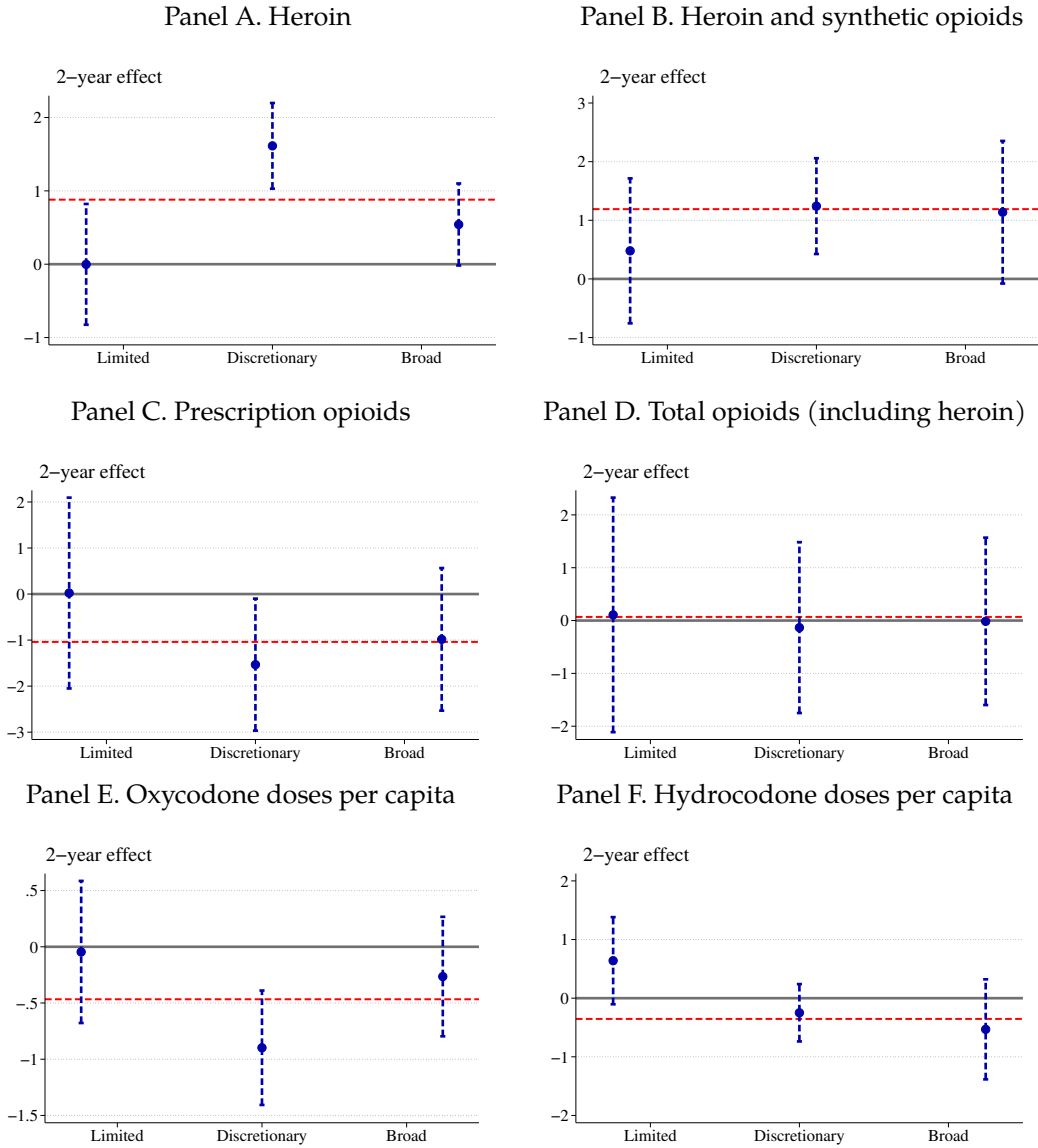 Panel A. Heroin
2−year effect
2
1
0
−1
Limited
Discretionary
Broad
Panel B. Heroin and synthetic opioids
2−year effect
3
2
1
0
−1
Limited
Discretionary
Broad
Panel C. Prescription opioids
2−year effect
2
1
0
−1
−2
−3
Limited
Discretionary
Broad
Panel D. Total opioids (including heroin)
2−year effect
2
1
0
−1
−2
Limited
Discretionary
Broad
Panel E. Oxycodone doses per capita
2−year effect
.5
0
−.5
−1
−1.5
Limited
Discretionary
Broad
Panel F. Hydrocodone doses per capita
2−year effect
2
1
0
−1
−2
Limited
Discretionary
Broad